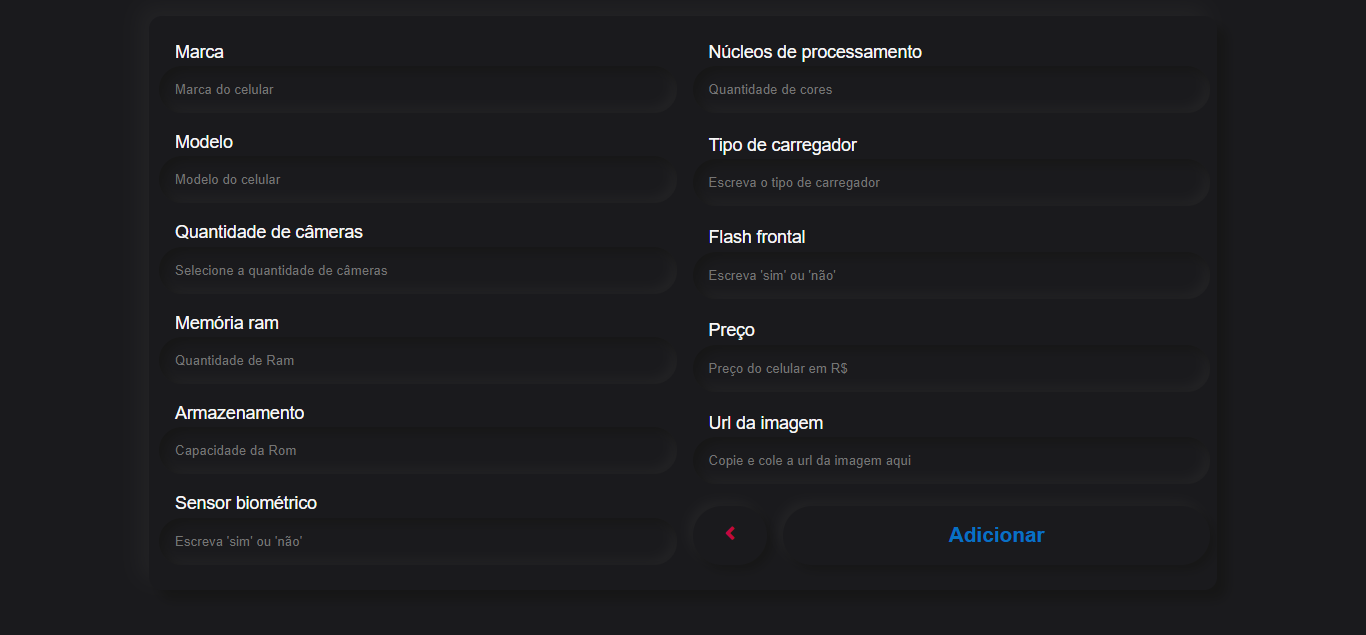 Marca
Marca do celular
Modelo
Modelo do celular
Quantidade de câmeras
Selecione a quantidade de câmeras
Memória ram
Quantidade de Ram
Armazenamento
Capacidade da Rom
Sensor biométrico
Escreva 'sim' ou 'não'
Núcleos de processamento
Quantidade de cores
Tipo de carregador
Escreva o tipo de carregador
Flash frontal
Escreva 'sim' ou 'não'
Preço
Preço do celular em R$
Url da imagem
Copie e cole a url da imagem aqui
Adicionar